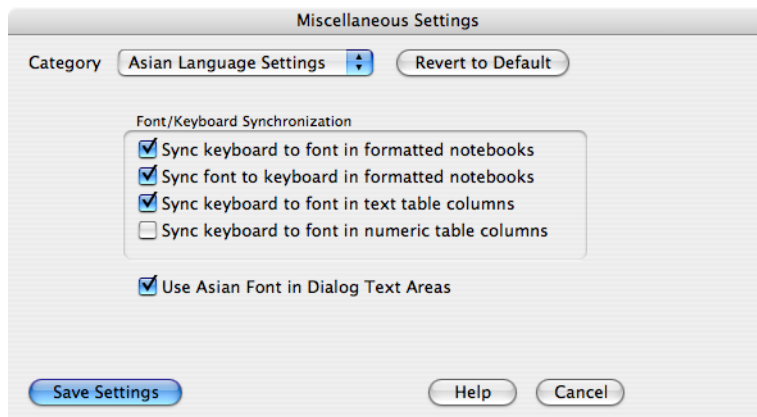 Miscellaneous Settings
Category Asian Language Settings Revert to Default
Font/Keyboard Synchronization
Sync keyboard to font in formatted notebooks
Sync font to keyboard in formatted notebooks
Sync keyboard to font in text table columns
Sync keyboard to font in numeric table columns
Use Asian Font in Dialog Text Areas
Save Settings Help Cancel